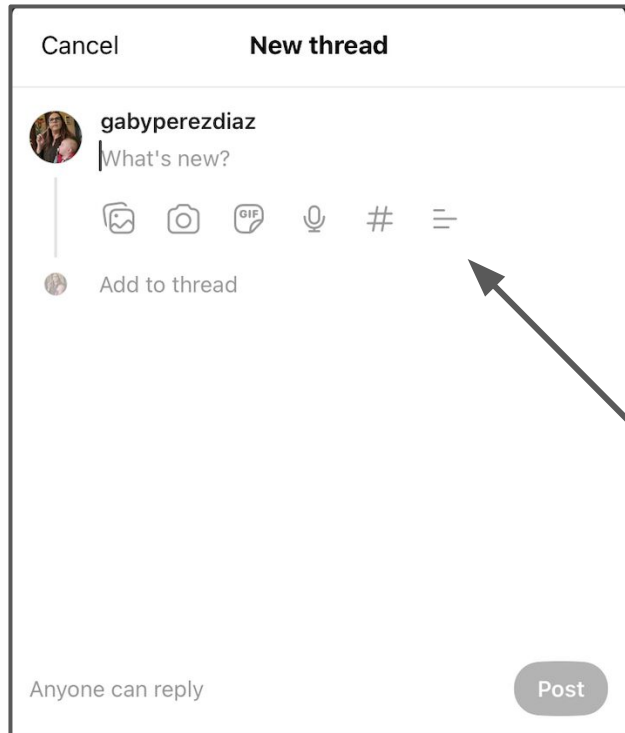 Cancel New thread
gabyperezdiaz
What's new?
GIF #
Add to thread
Anyone can reply Post